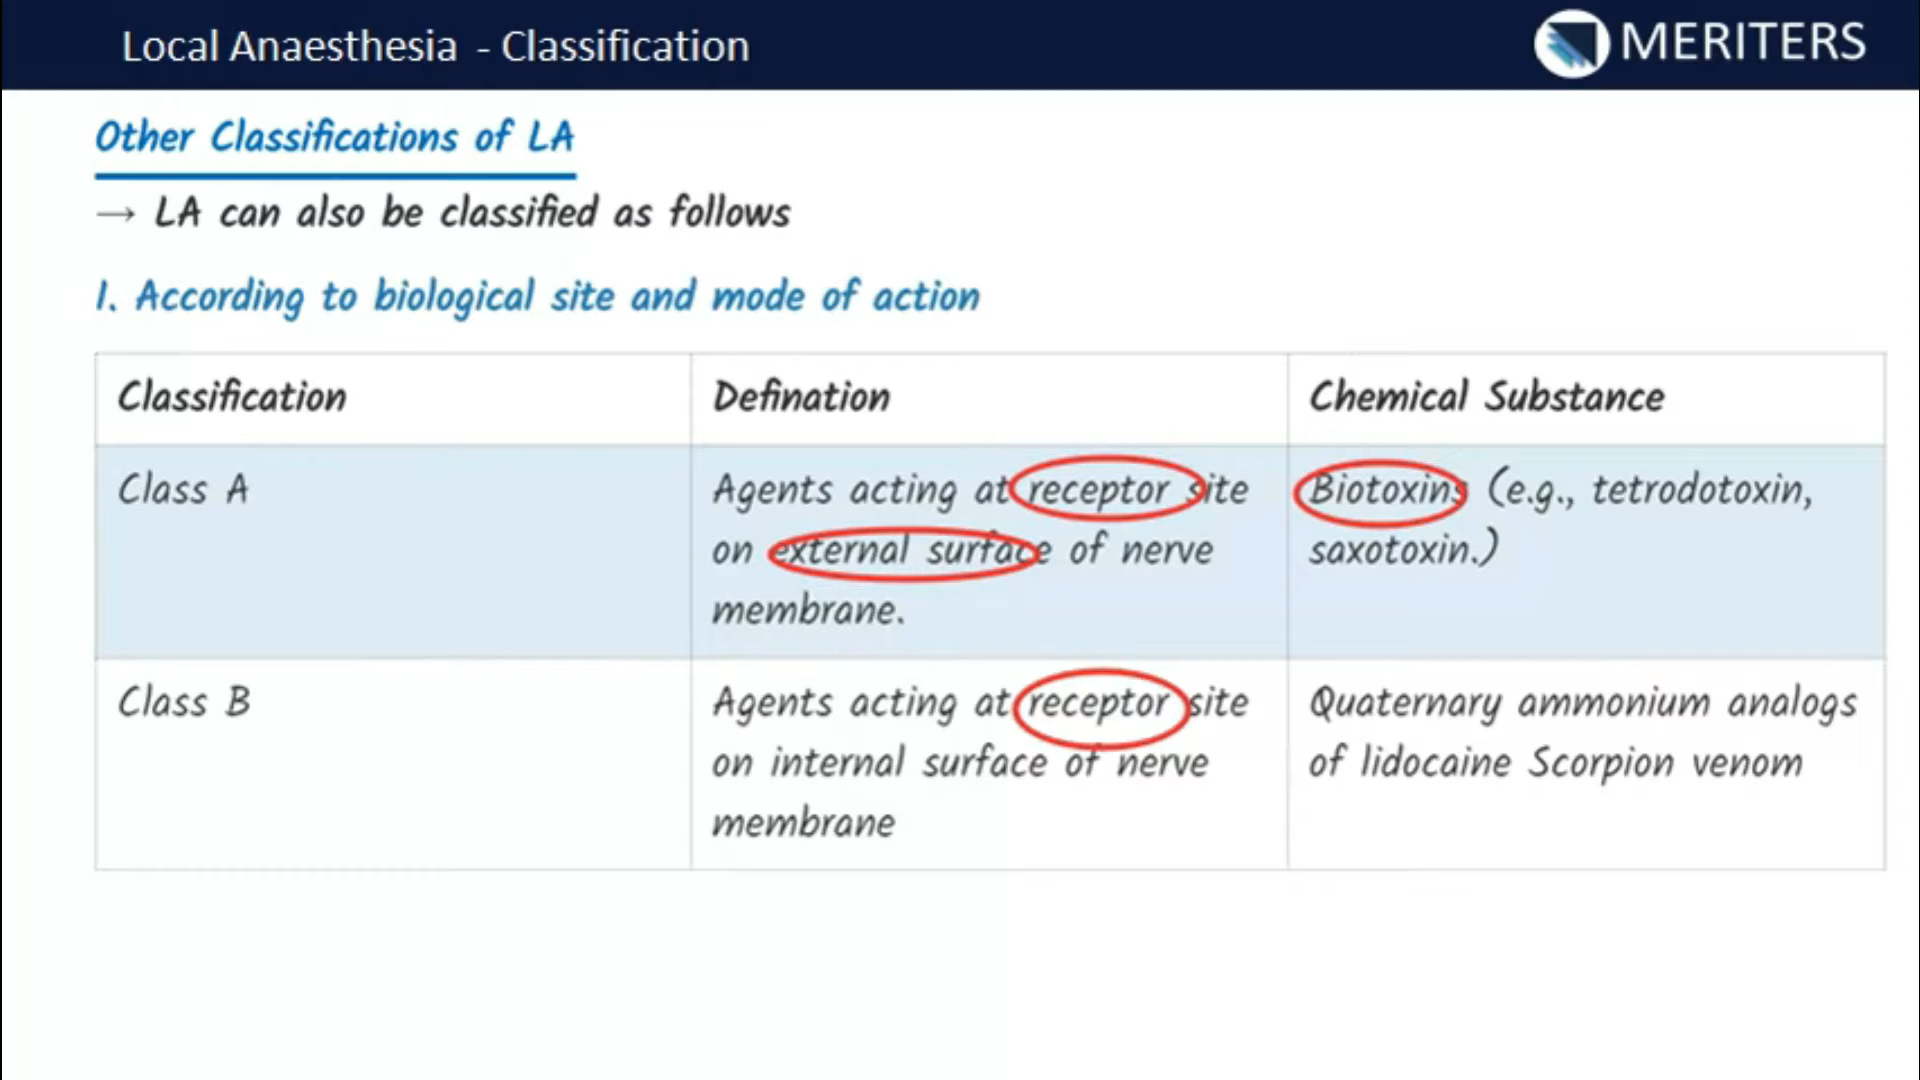 Local Anaesthesia - Classification
MERITERS
Other Classifications of LA
→ LA can also be classified as follows
1. According to biological site and mode of action
Classification
Defination
Chemical Substance
Class A
Agents acting at receptor site
on external surface of nerve
membrane.
Biotoxins (e.g., tetrodotoxin,
saxotoxin.)
Class B
Agents acting at receptor site
on internal surface of nerve
membrane
Quaternary ammonium analogs
of lidocaine Scorpion venom